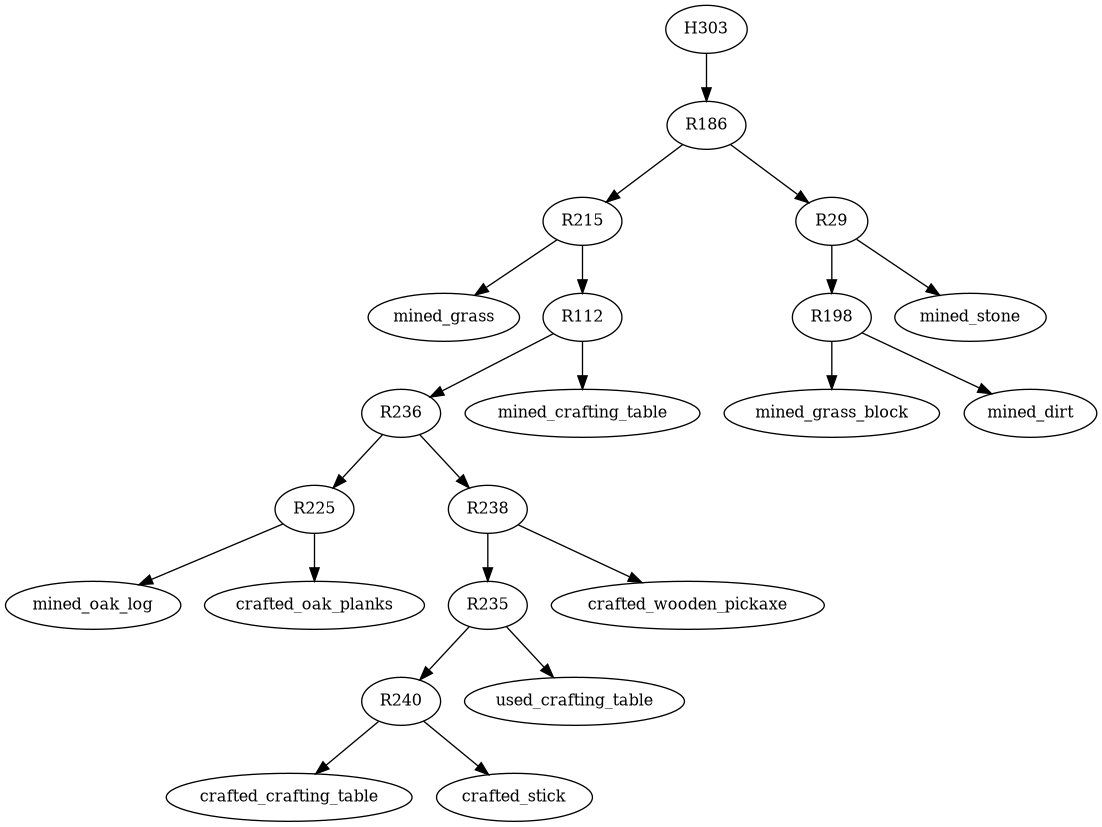 H303
R186
R215
R29
mined_grass
R112
R198
mined_stone
R236
mined_crafting_table
mined_grass_block
mined_dirt
R225
R238
mined_oak_log
crafted_oak_planks
R235
crafted_wooden_pickaxe
R240
used_crafting_table
crafted_crafting_table
crafted_stick